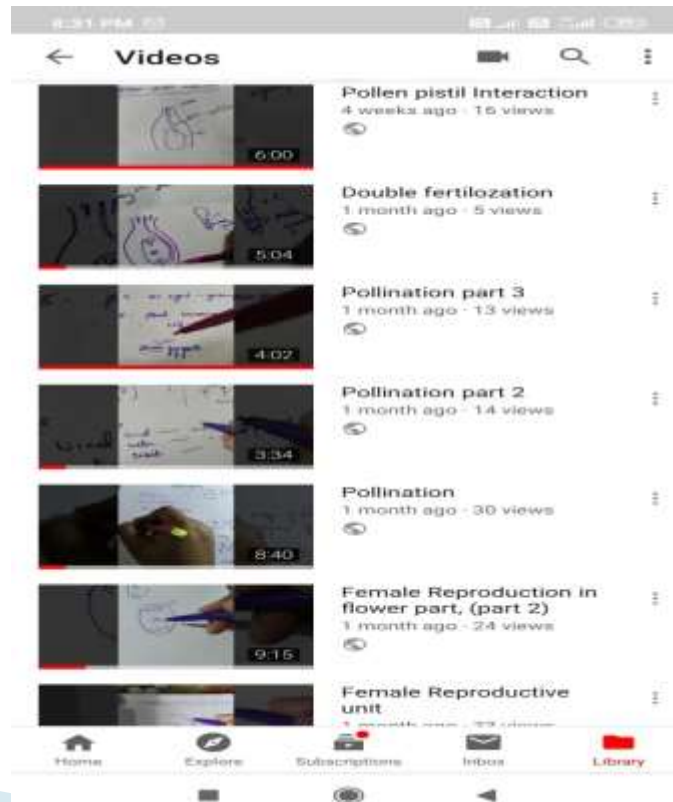 8:31 PM
Videos
Pollen pistil Interaction
4 weeks ago · 16 views
6:00
Double fertilozation
1 month ago · 5 views
5:04
Pollination part 3
1 month ago · 13 views
4:02
Pollination part 2
1 month ago · 14 views
3:34
Pollination
1 month ago · 30 views
8:40
Female Reproduction in
flower part, (part 2)
1 month ago · 24 views
9:15
Female Reproductive
unit
Home Explore Subscriptions Inbox Library